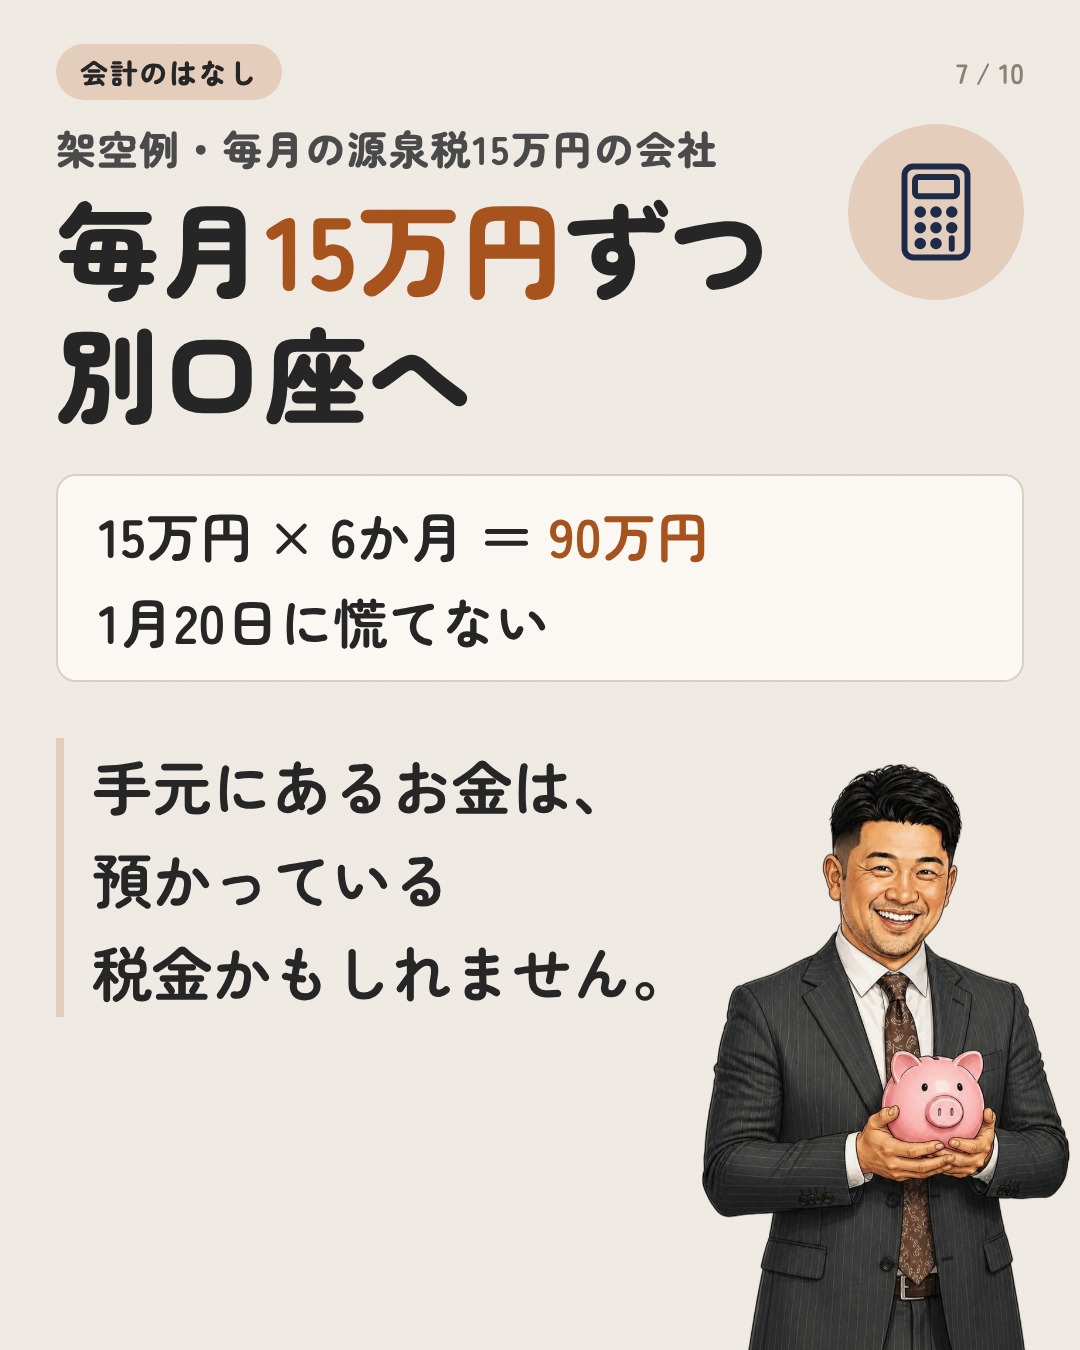 会計のはなし
7 / 10
架空例・毎月の源泉税15万円の会社
毎月15万円ずつ
別口座へ
15万円 × 6か月 ＝ 90万円
1月20日に慌てない
手元にあるお金は、
預かっている
税金かもしれません。